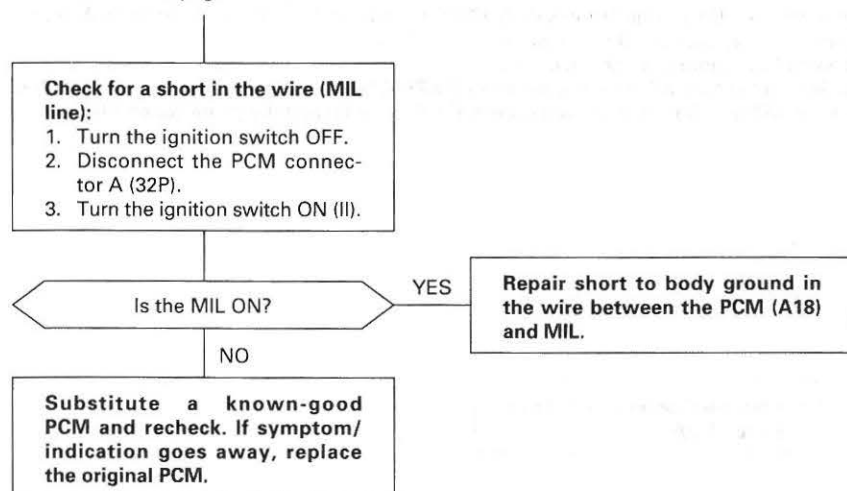 Check for a short in the wire (MIL
line):
1. Turn the ignition switch OFF.
2. Disconnect the PCM connec-
tor A (32P).
3. Turn the ignition switch ON (II).
Is the MIL ON?
YES
Repair short to body ground in
the wire between the PCM (A18)
and MIL.
NO
Substitute a known-good
PCM and recheck. If symptom/
indication goes away, replace
the original PCM.